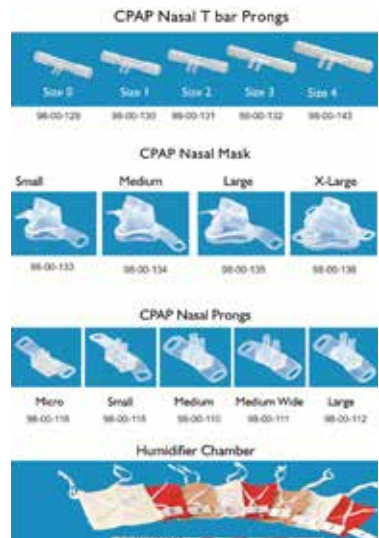 CPAP Nasal T bar Prongs
Size 0 Size 1 Size 2 Size 3 Size 4
98-00-129 98-00-130 98-00-131 98-00-132 98-00-143
CPAP Nasal Mask
Small Medium Large X-Large
98-00-133 98-00-134 98-00-135 98-00-136
CPAP Nasal Prongs
Micro Small Medium Medium Wide Large
98-00-110 98-00-111 98-00-112
Humidifier Chamber